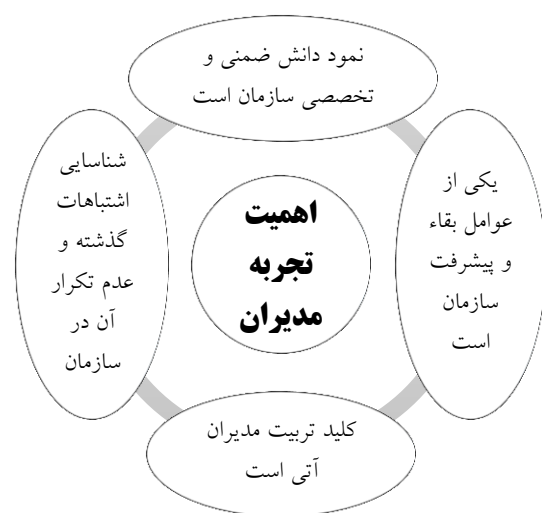 نمود دانش ضمنی و
تخصصی سازمان است
یکی از
عوامل بقاء
و پیشرفت
سازمان
است
کلید تربیت مدیران
آتی است
شناسایی
اشتباهات
گذشته و
عدم تکرار
آن در
سازمان
اهمیت
تجربه
مدیران